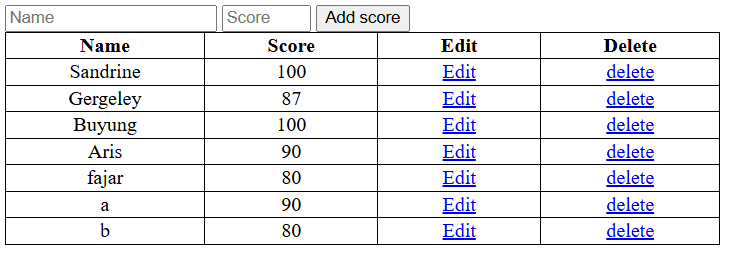 Name Score Add score
Name Score Edit Delete
Sandrine 100 Edit delete
Gergeley 87 Edit delete
Buyung 100 Edit delete
Aris 90 Edit delete
fajar 80 Edit delete
a 90 Edit delete
b 80 Edit delete